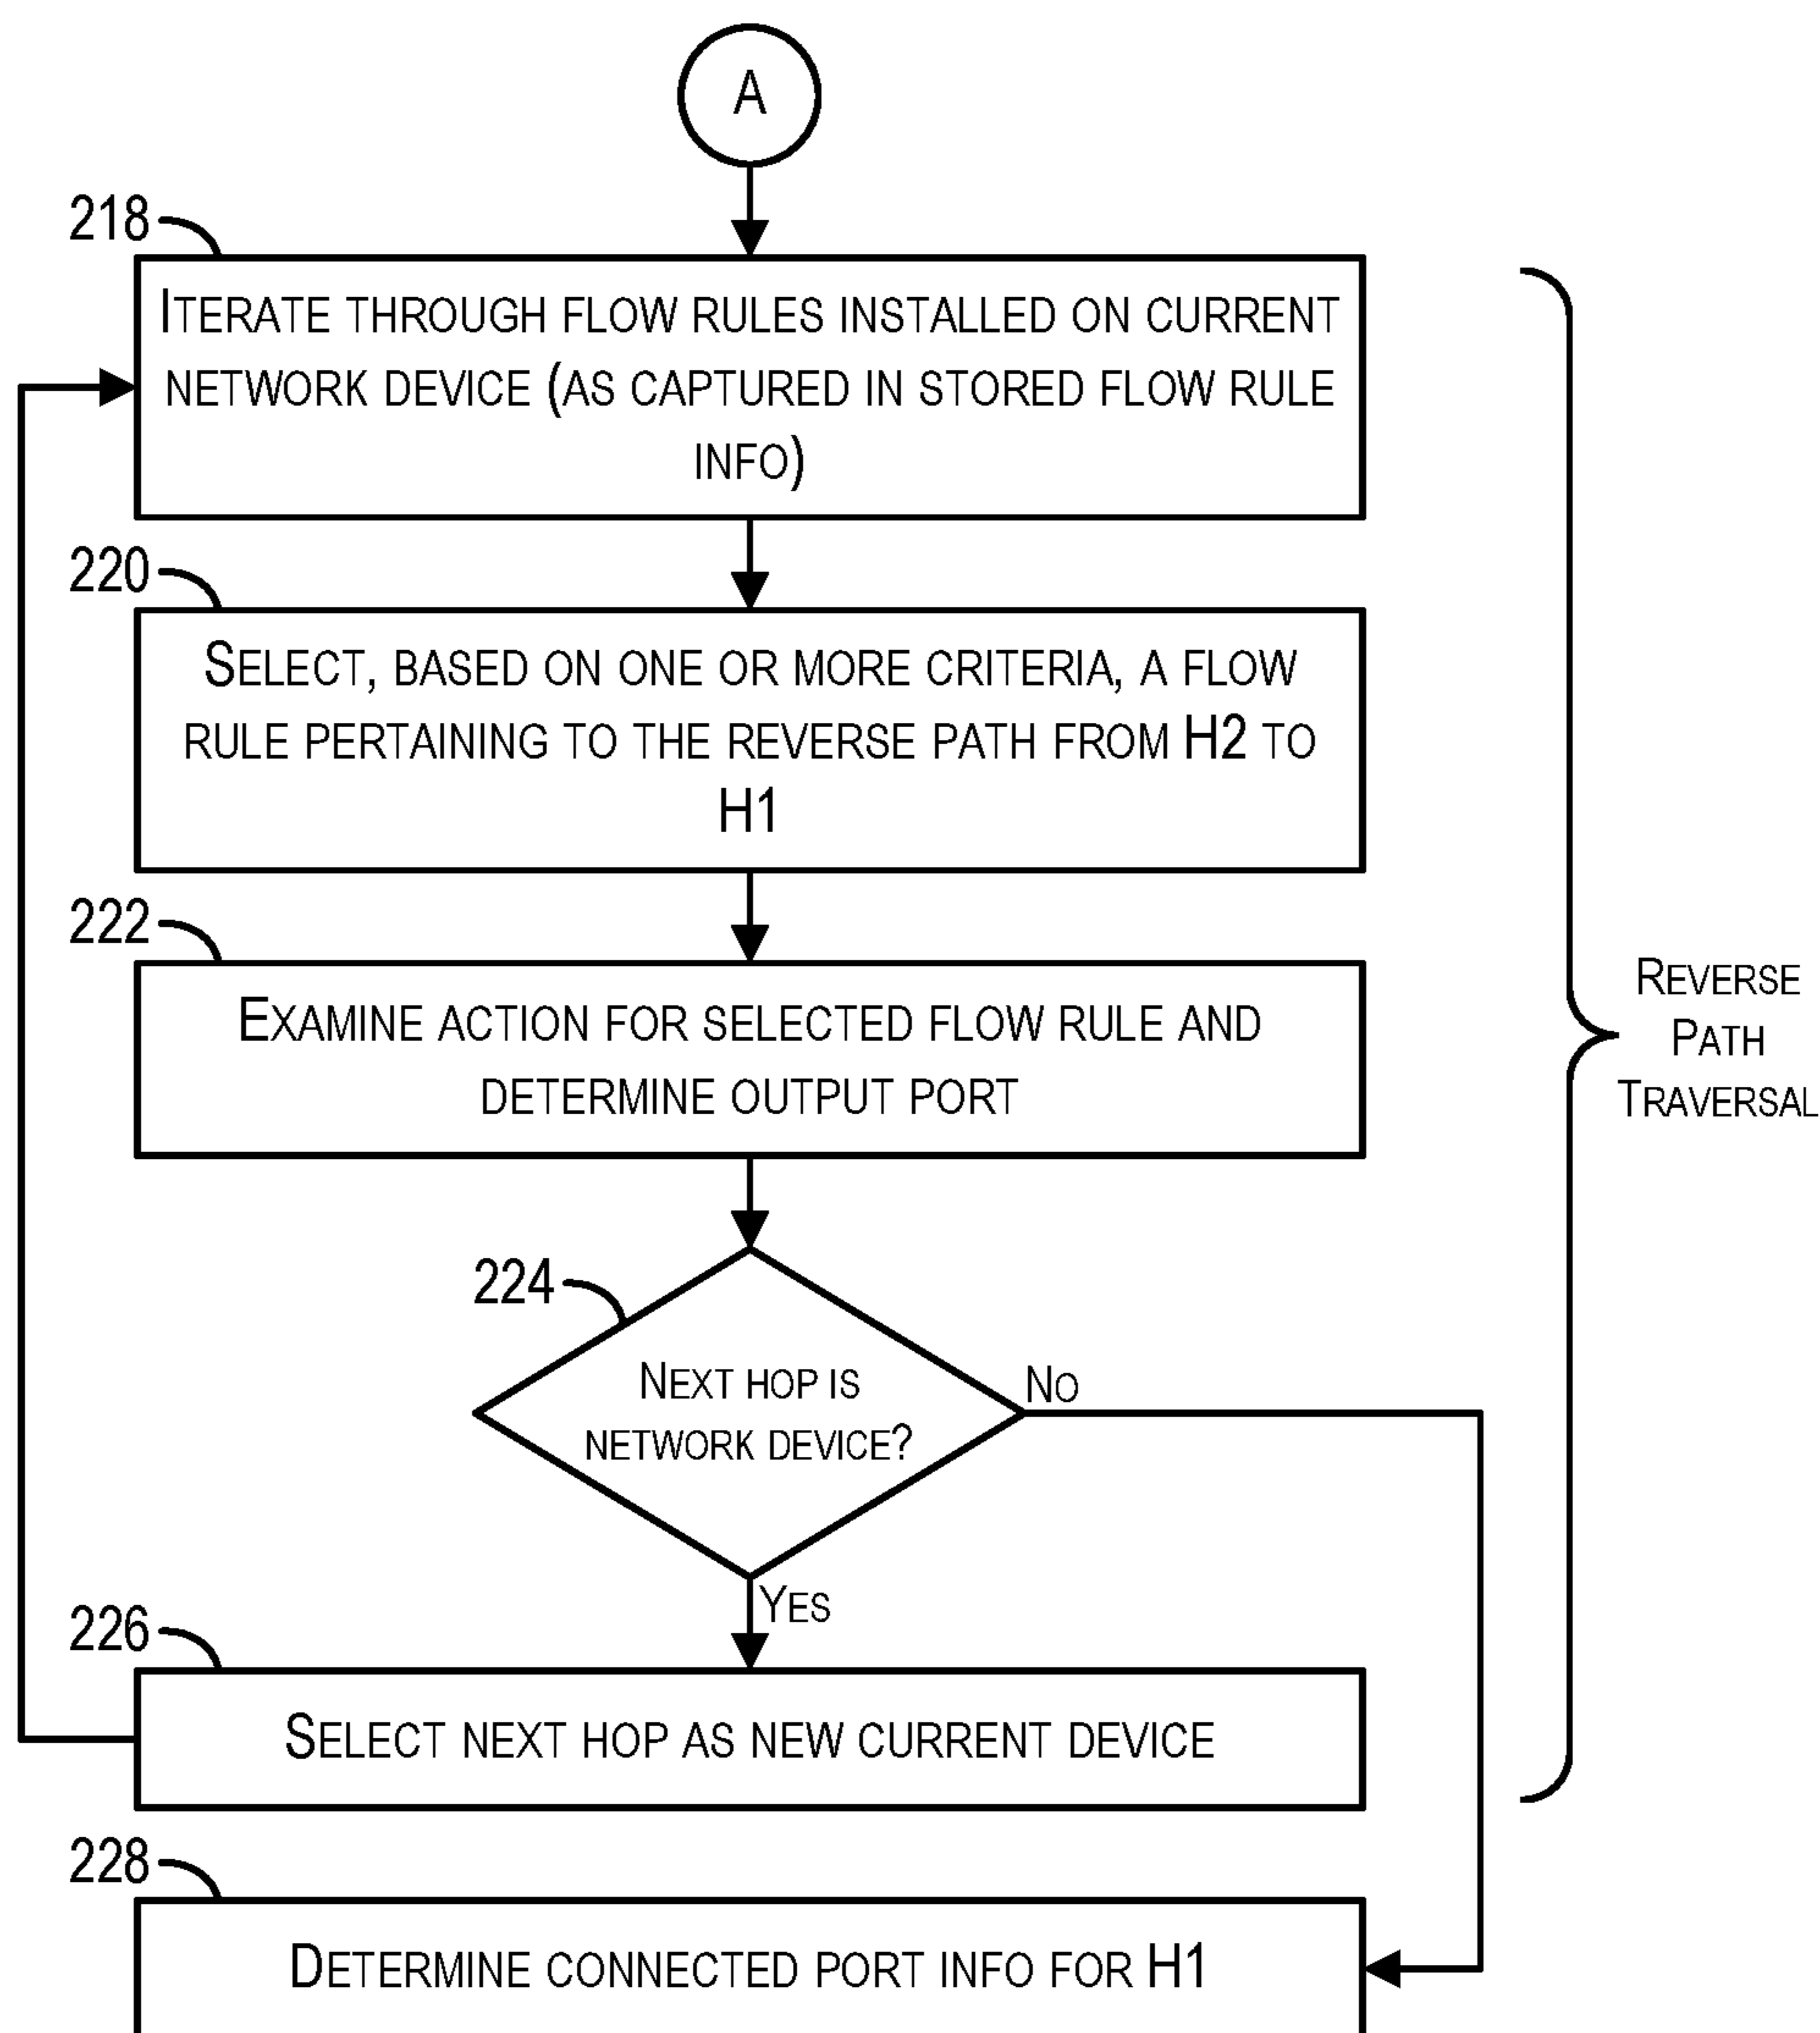 A
218
ITERATE THROUGH FLOW RULES INSTALLED ON CURRENT
NETWORK DEVICE (AS CAPTURED IN STORED FLOW RULE
INFO)
220
SELECT, BASED ON ONE OR MORE CRITERIA, A FLOW
RULE PERTAINING TO THE REVERSE PATH FROM H2 TO
H1
222
EXAMINE ACTION FOR SELECTED FLOW RULE AND
DETERMINE OUTPUT PORT
REVERSE
PATH
TRAVERSAL
224
NEXT HOP IS
NETWORK DEVICE?
NO
YES
226
SELECT NEXT HOP AS NEW CURRENT DEVICE
228
DETERMINE CONNECTED PORT INFO FOR H1